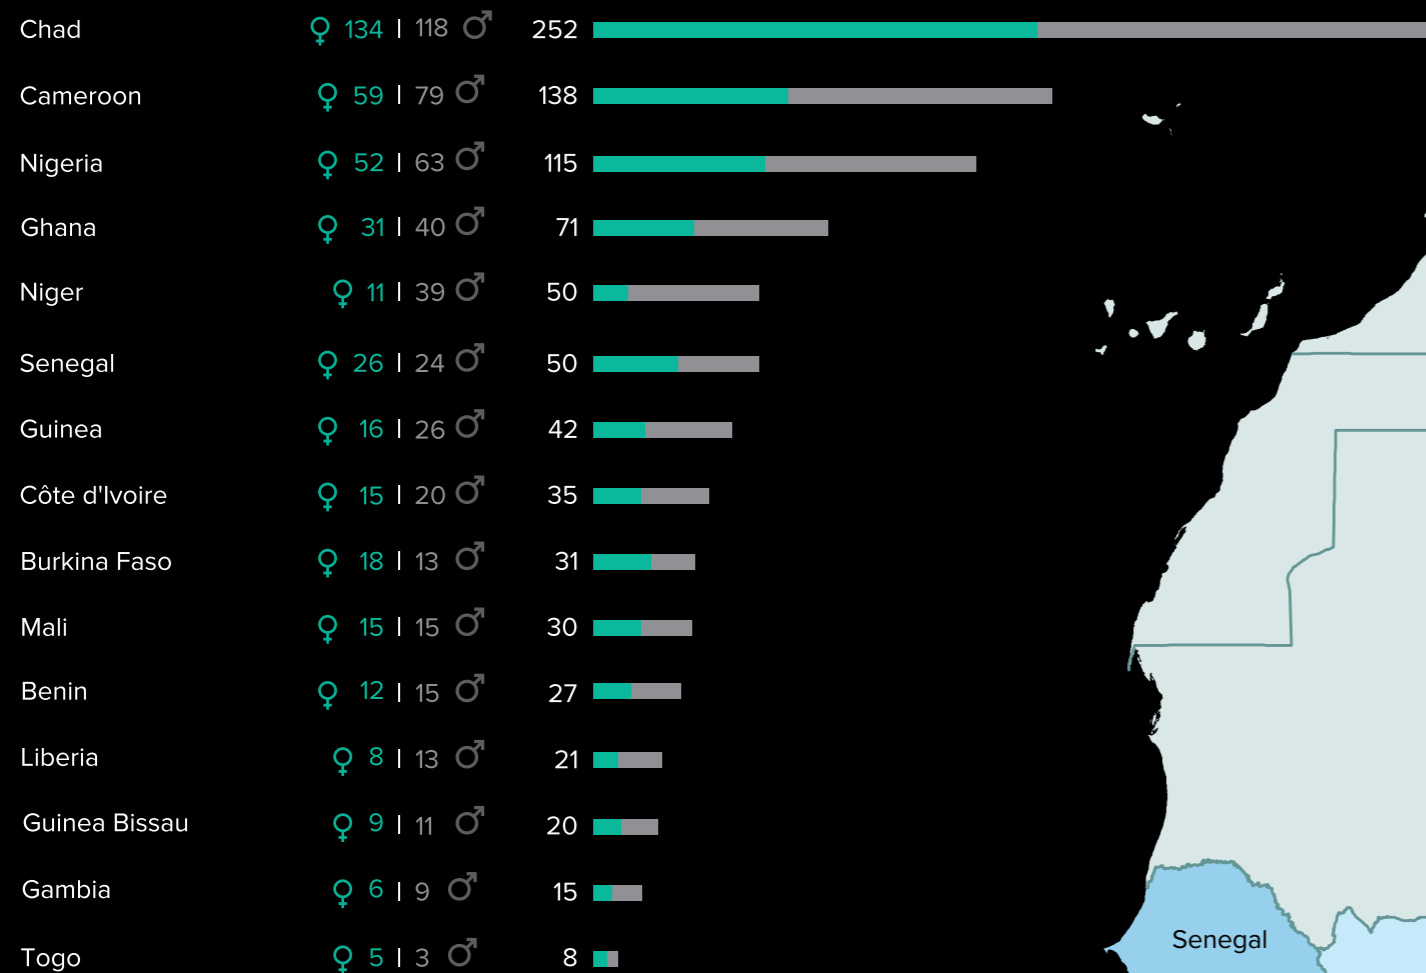 Chad ♀ 134 | 118 ♂ 252
Cameroon ♀ 59 | 79 ♂ 138
Nigeria ♀ 52 | 63 ♂ 115
Ghana ♀ 31 | 40 ♂ 71
Niger ♀ 11 | 39 ♂ 50
Senegal ♀ 26 | 24 ♂ 50
Guinea ♀ 16 | 26 ♂ 42
Côte d'Ivoire ♀ 15 | 20 ♂ 35
Burkina Faso ♀ 18 | 13 ♂ 31
Mali ♀ 15 | 15 ♂ 30
Benin ♀ 12 | 15 ♂ 27
Liberia ♀ 8 | 13 ♂ 21
Guinea Bissau ♀ 9 | 11 ♂ 20
Gambia ♀ 6 | 9 ♂ 15
Senegal
Togo ♀ 5 | 3 ♂ 8